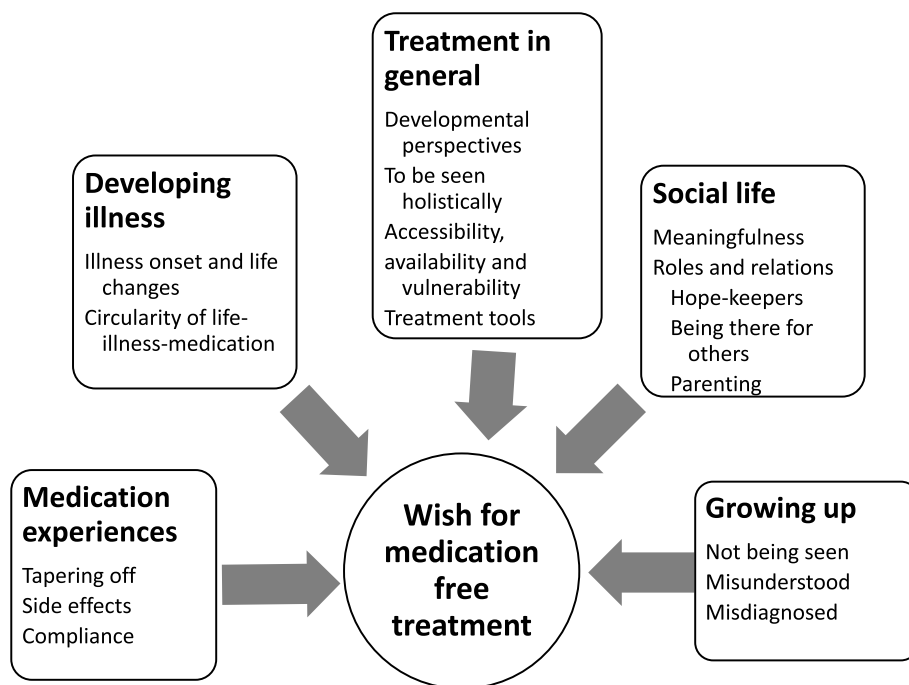 Treatment in
general
Developmental
perspectives
To be seen
holistically
Accessibility,
availability and
vulnerability
Treatment tools
Developing
illness
Illness onset and life
changes
Circularity of life-
illness-medication
Social life
Meaningfulness
Roles and relations
Hope-keepers
Being there for
others
Parenting
Medication
experiences
Tapering off
Side effects
Compliance
Wish for
medication
free
treatment
Growing up
Not being seen
Misunderstood
Misdiagnosed